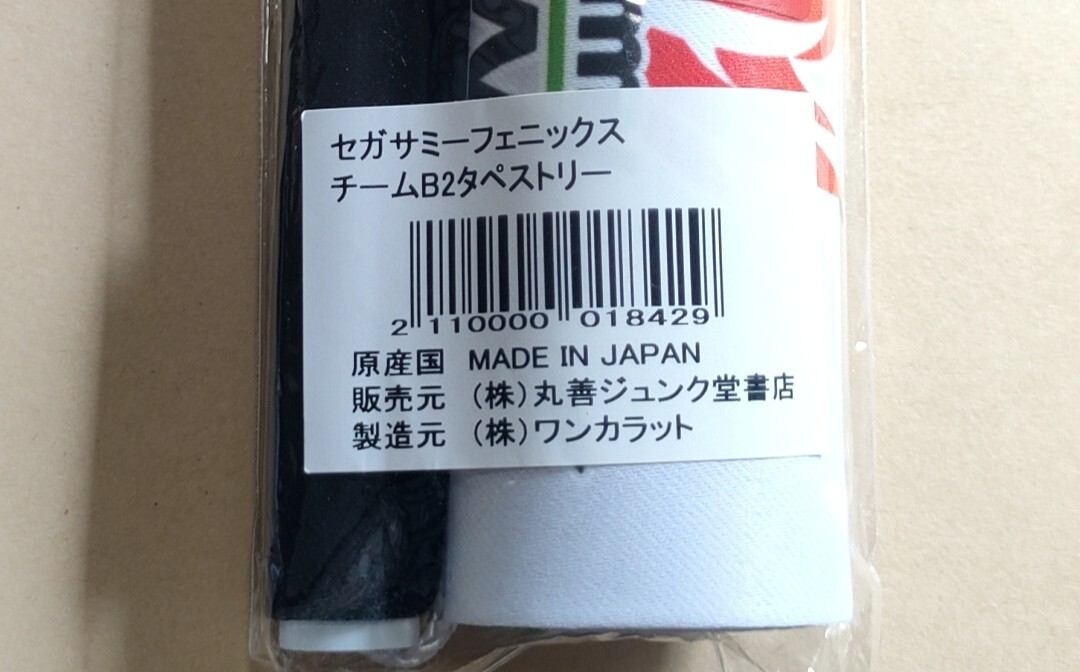 セガサミーフェニックス
チームB2タペストリー
2 110000 018429
原産国 MADE IN JAPAN
販売元 (株)丸善ジュンク堂書店
製造元 (株)ワンカラット